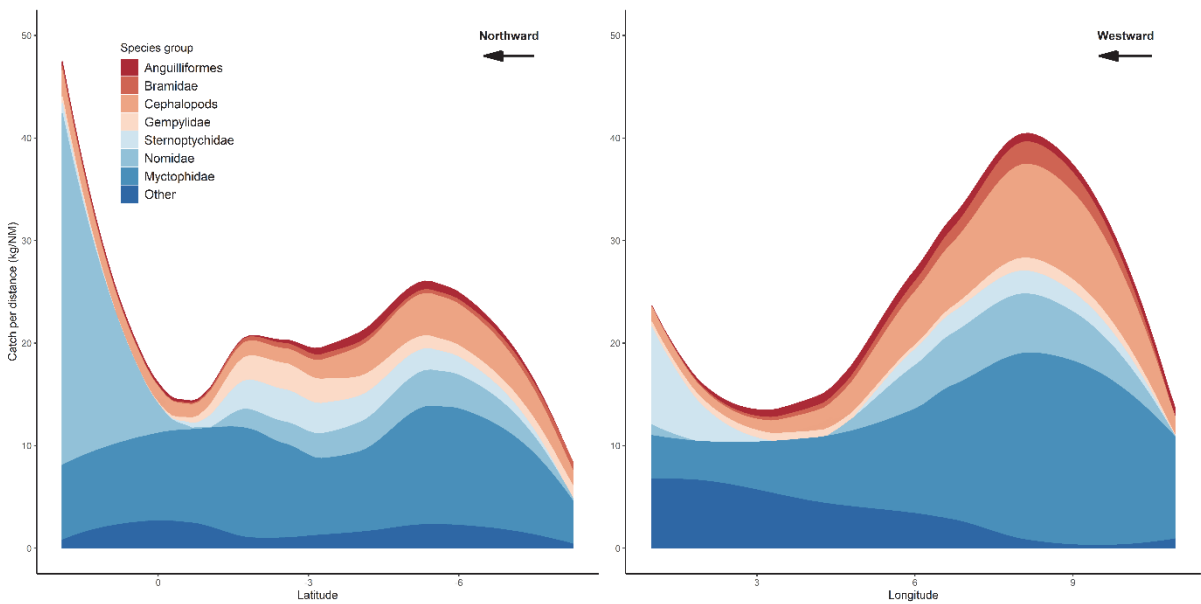 50
40
30
20
10
0
Catch per distance (kg/NM)
Species group
Anguilliformes
Bramidae
Cephalopods
Gempylidae
Sternoptychidae
Nomidae
Myctophidae
Other
Northward
0
3
6
Latitude
50
40
30
20
10
0
Westward
3
6
9
Longitude